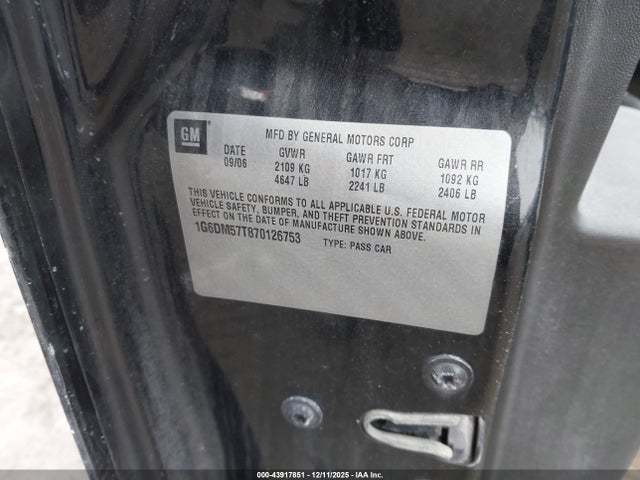 GM
MFD BY GENERAL MOTORS CORP
DATE GVWR GAWR FRT GAWR RR
09/06 2109 KG 1017 KG 1092 KG
4647 LB 2241 LB 2406 LB
THIS VEHICLE CONFORMS TO ALL APPLICABLE U.S. FEDERAL MOTOR
VEHICLE SAFETY, BUMPER, AND THEFT PREVENTION STANDARDS IN
EFFECT ON THE DATE OF MANUFACTURE SHOWN ABOVE.
1G6DM57T870126753 TYPE: PASS CAR
000-43917851 | 12/11/2025 - IAA Inc.